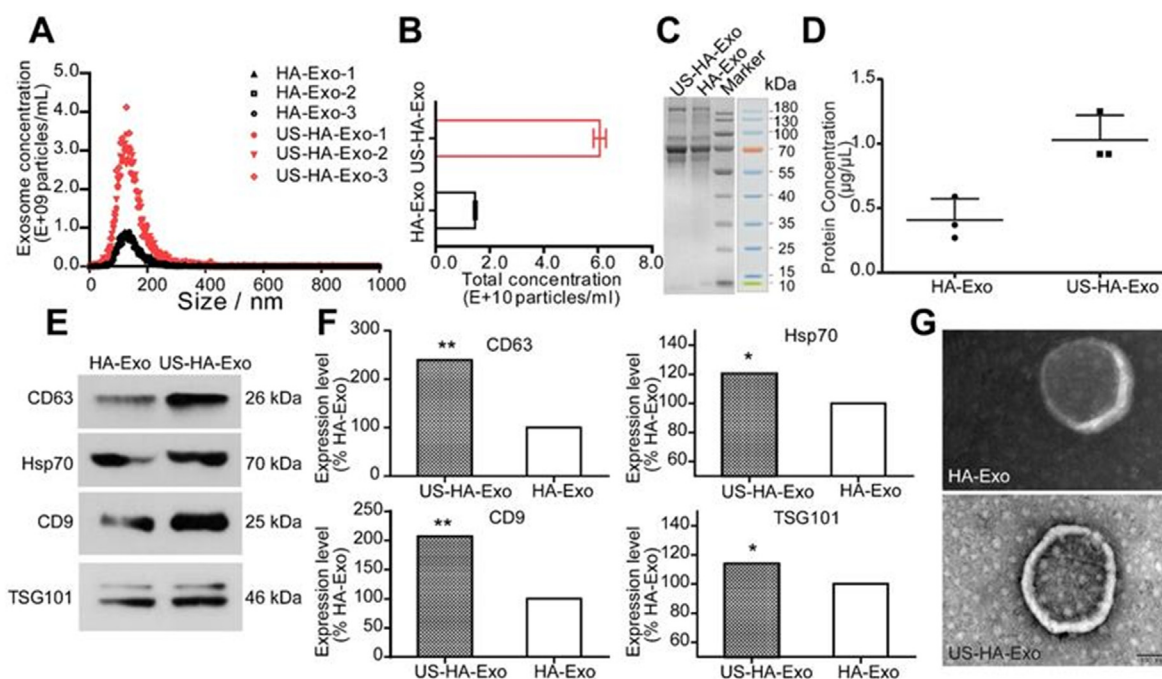 A
Exosome concentration
(E+09 particles/mL)
5.0
4.0
3.0
2.0
1.0
0.0
0
200
400
600
800
1000
Size / nm
HA-Exo-1
HA-Exo-2
HA-Exo-3
US-HA-Exo-1
US-HA-Exo-2
US-HA-Exo-3
B
US-HA-Exo
HA-Exo
0.0
2.0
4.0
6.0
8.0
Total concentration
(E+10 particles/ml)
C
US-HA-Exo
HA-Exo
Marker
kDa
180
130
100
70
55
40
35
25
15
10
D
Protein Concentration
(µg/µL)
1.5
1.0
0.5
0.0
HA-Exo
US-HA-Exo
E
HA-Exo US-HA-Exo
CD63
26 kDa
Hsp70
70 kDa
CD9
25 kDa
TSG101
46 kDa
F
CD63
Expression level
(% HA-Exo)
300
200
100
0
**
US-HA-Exo
HA-Exo
Hsp70
Expression level
(% HA-Exo)
140
120
100
80
60
*
US-HA-Exo
HA-Exo
CD9
Expression level
(% HA-Exo)
250
200
150
100
50
0
**
US-HA-Exo
HA-Exo
TSG101
Expression level
(% HA-Exo)
140
120
100
80
60
*
US-HA-Exo
HA-Exo
G
HA-Exo
US-HA-Exo